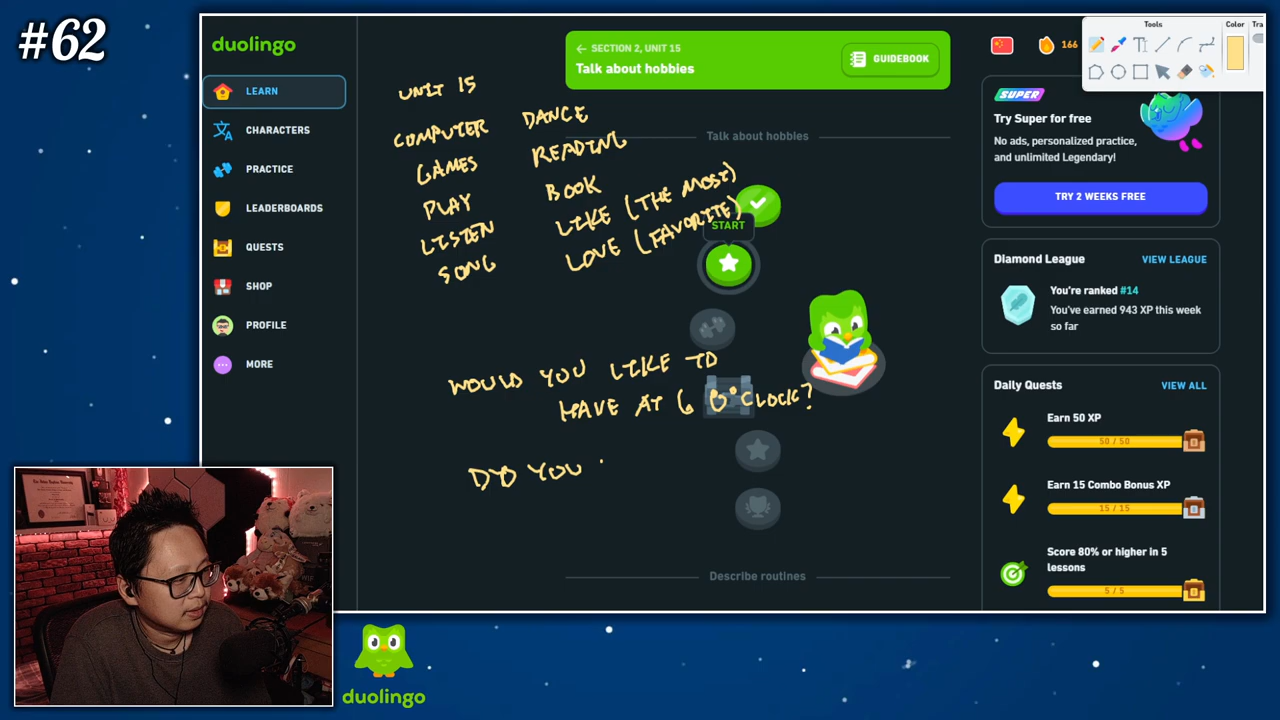 #62
duolingo
LEARN
CHARACTERS
PRACTICE
LEADERBOARDS
QUESTS
SHOP
PROFILE
MORE
← SECTION 2, UNIT 15
Talk about hobbies
GUIDEBOOK
Talk about hobbies
START
Describe routines
UNIT 15
COMPUTER
GAMES
PLAY
LISTEN
SONG
DANCE
READING
BOOK
LIKE (THE MOST)
LOVE (FAVORITE)
WOULD YOU LIKE TO
HAVE AT 6 O'CLOCK?
DO YOU
166
Tools
Color
Tra
SUPER
Try Super for free
No ads, personalized practice,
and unlimited Legendary!
TRY 2 WEEKS FREE
Diamond League
VIEW LEAGUE
You're ranked #14
You've earned 943 XP this week
so far
Daily Quests
VIEW ALL
Earn 50 XP
50 / 50
Earn 15 Combo Bonus XP
15 / 15
Score 80% or higher in 5
lessons
5 / 5
duolingo